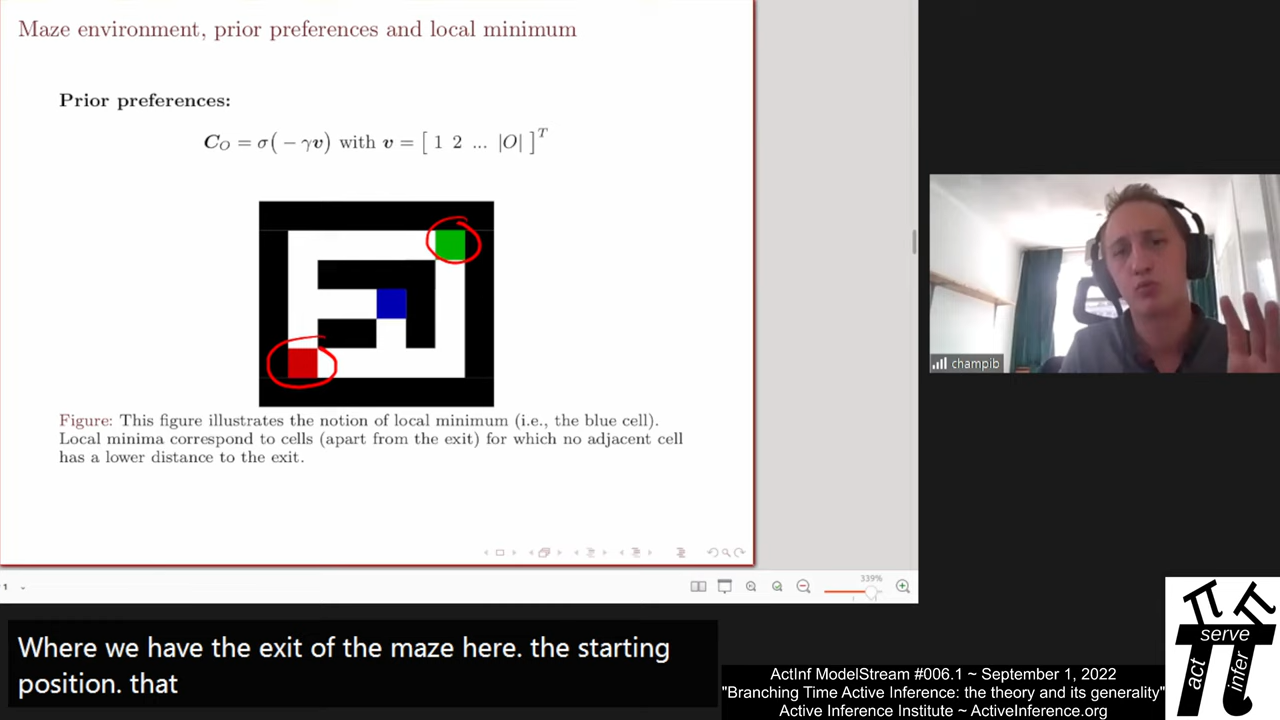 Maze environment, prior preferences and local minimum
Prior preferences:
C_O = σ( − γv) with v = [ 1 2 ... |O| ]^T
Figure: This figure illustrates the notion of local minimum (i.e., the blue cell).
Local minima correspond to cells (apart from the exit) for which no adjacent cell
has a lower distance to the exit.
1
339%
champib
Where we have the exit of the maze here. the starting
position. that
ActInf ModelStream #006.1 ~ September 1, 2022
"Branching Time Active Inference: the theory and its generality"
Active Inference Institute ~ ActiveInference.org
π π
serve
π
act
infer